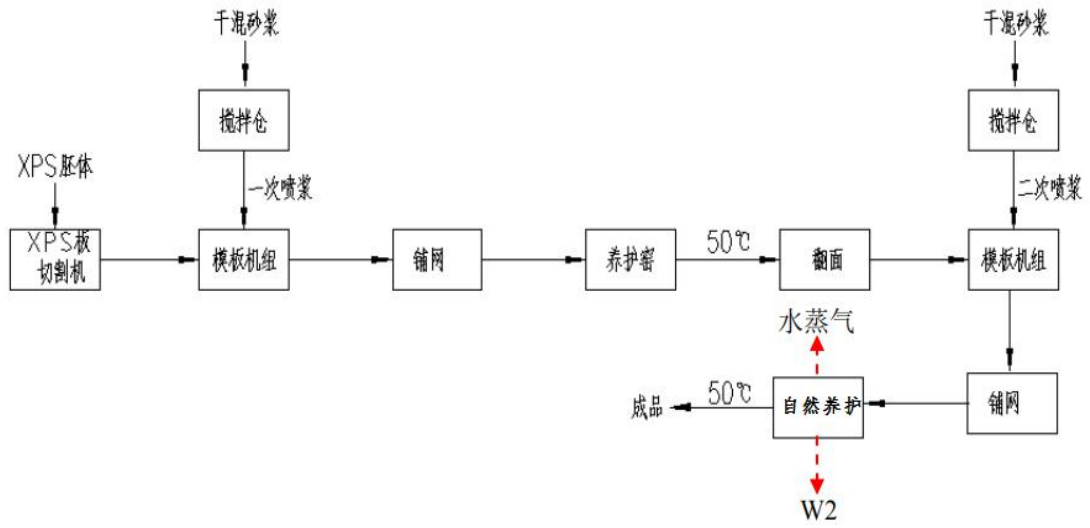 干混砂浆
干混砂浆
搅拌仓
搅拌仓
XPS胚体
一次喷浆
二次喷浆
XPS板
切割机
模板机组
铺网
养护窑
50℃
翻面
模板机组
水蒸气
成品
50℃
自然养护
铺网
W2